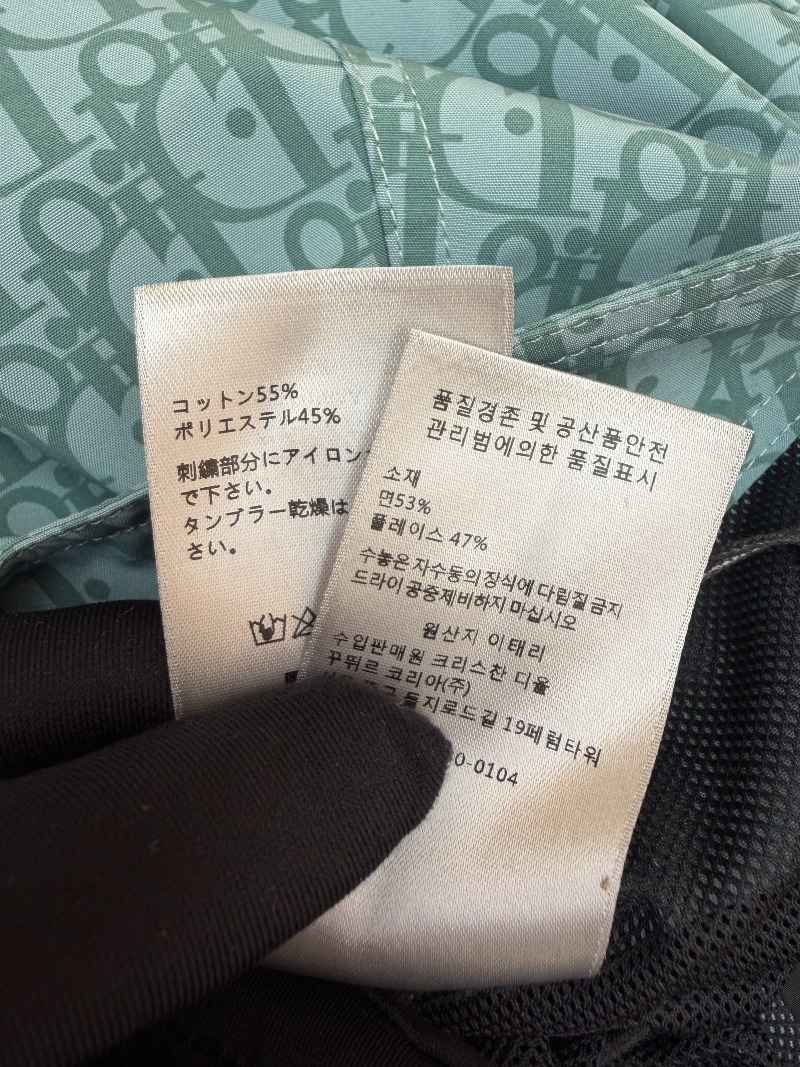 コットン55%
ポリエステル45%
刺繍部分にアイロン
で下さい。
タンブラー乾燥は
さい。
품질경존 및 공산품안전
관리범에의한 품질표시
소재
면53%
플레이스 47%
수놓은자수동의장식에다림질금지
드라이공중제비하지마십시오
원산지 이태리
수입판매원 크리스찬 디올
꾸뛰르 코리아(주)
돌지로드길 19페럼타워
0-0104
Dior